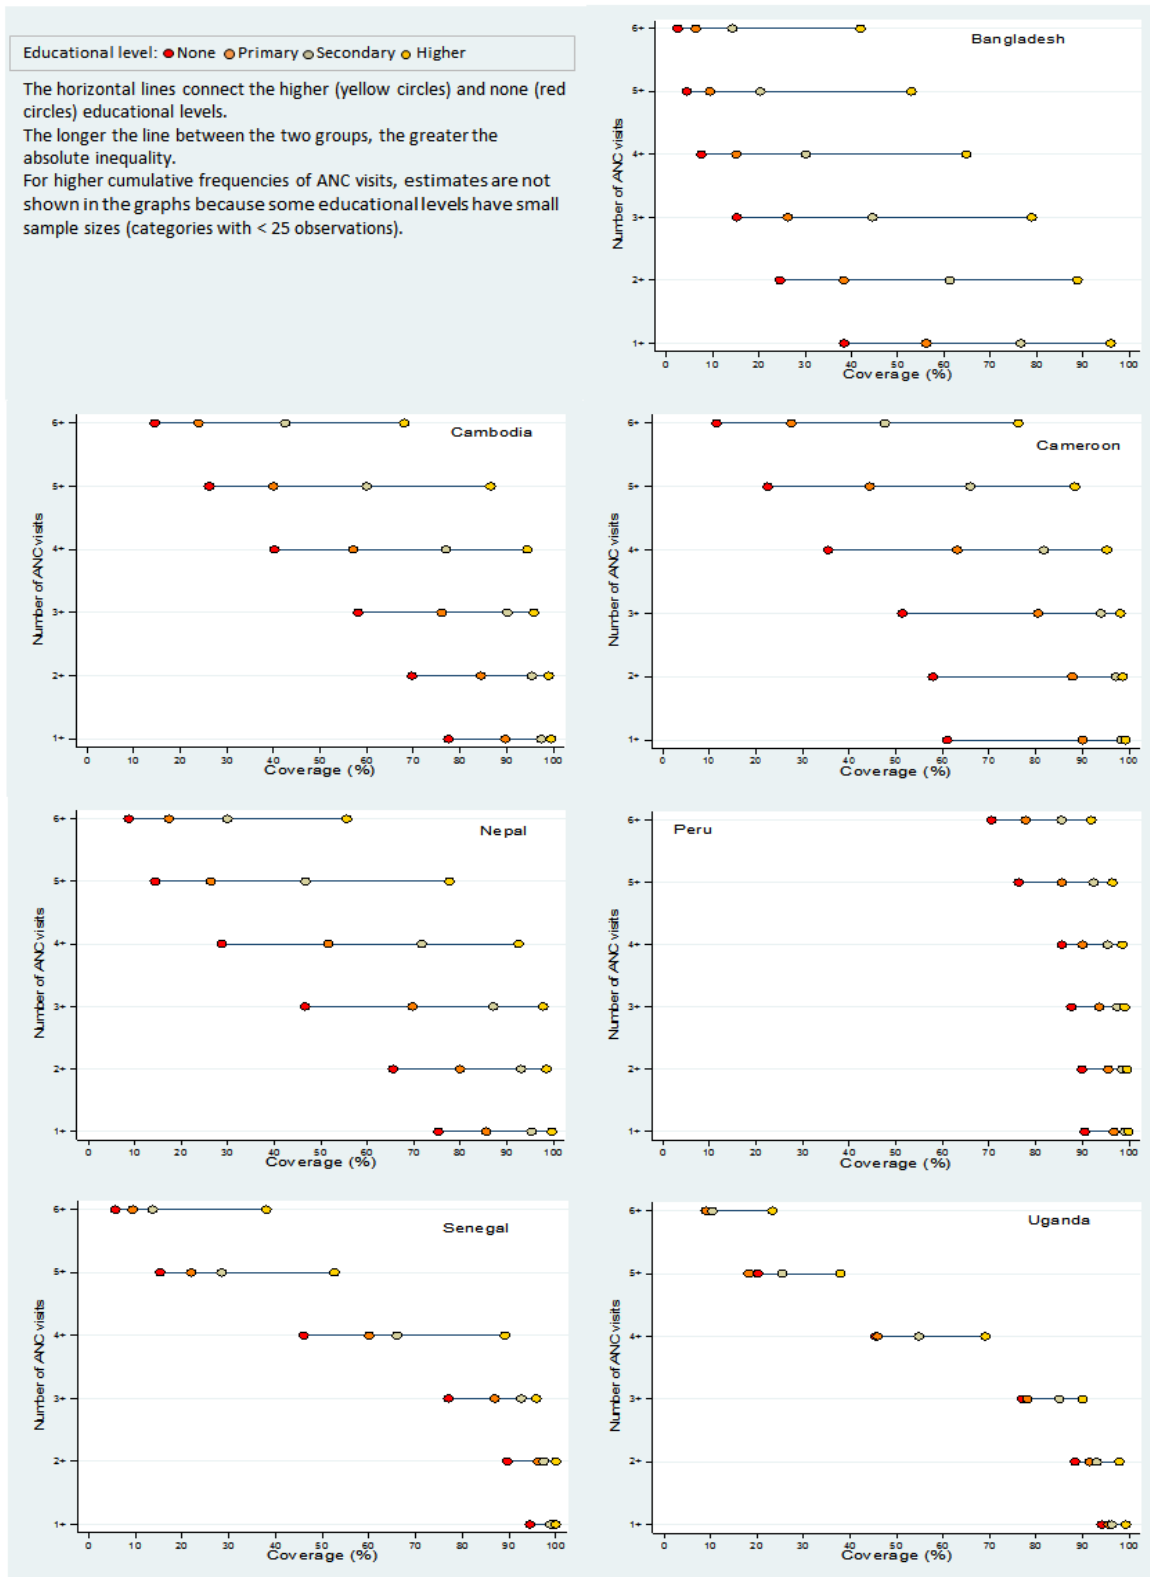 Educational level: None Primary Secondary Higher
The horizontal lines connect the higher (yellow circles) and none (red
circles) educational levels.
The longer the line between the two groups, the greater the
absolute inequality.
For higher cumulative frequencies of ANC visits, estimates are not
shown in the graphs because some educational levels have small
sample sizes (categories with < 25 observations).
Bangladesh
Number of ANC visits
6+
5+
4+
3+
2+
1+
0 10 20 30 40 50 60 70 80 90 100
Coverage (%)
Cambodia
Number of ANC visits
6+
5+
4+
3+
2+
1+
0 10 20 30 40 50 60 70 80 90 100
Coverage (%)
Cameroon
Number of ANC visits
6+
5+
4+
3+
2+
1+
0 10 20 30 40 50 60 70 80 90 100
Coverage (%)
Nepal
Number of ANC visits
6+
5+
4+
3+
2+
1+
0 10 20 30 40 50 60 70 80 90 100
Coverage (%)
Peru
Number of ANC visits
6+
5+
4+
3+
2+
1+
0 10 20 30 40 50 60 70 80 90 100
Coverage (%)
Senegal
Number of ANC visits
6+
5+
4+
3+
2+
1+
0 10 20 30 40 50 60 70 80 90 100
Coverage (%)
Uganda
Number of ANC visits
6+
5+
4+
3+
2+
1+
0 10 20 30 40 50 60 70 80 90 100
Coverage (%)